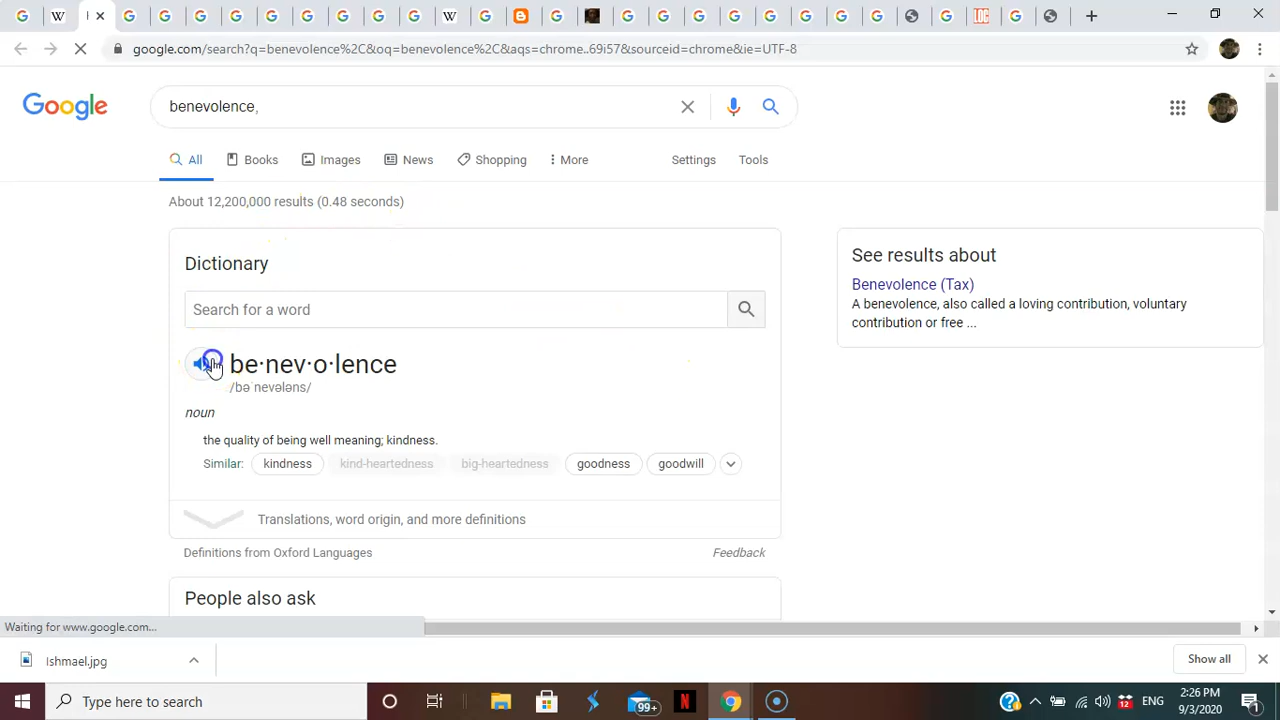 google.com/search?q=benevolence%2C&oq=benevolence%2C&aqs=chrome..69i57&sourceid=chrome&ie=UTF-8
Google
benevolence,
All
Books
Images
News
Shopping
More
Settings
Tools
About 12,200,000 results (0.48 seconds)
Dictionary
Search for a word
be·nev·o·lence
/bəˈnevələns/
noun
the quality of being well meaning; kindness.
Similar:
kindness
kind-heartedness
big-heartedness
goodness
goodwill
Translations, word origin, and more definitions
Definitions from Oxford Languages
Feedback
People also ask
See results about
Benevolence (Tax)
A benevolence, also called a loving contribution, voluntary
contribution or free ...
Waiting for www.google.com...
Ishmael.jpg
Show all
Type here to search
99+
N
12
ENG
2:26 PM
9/3/2020
1